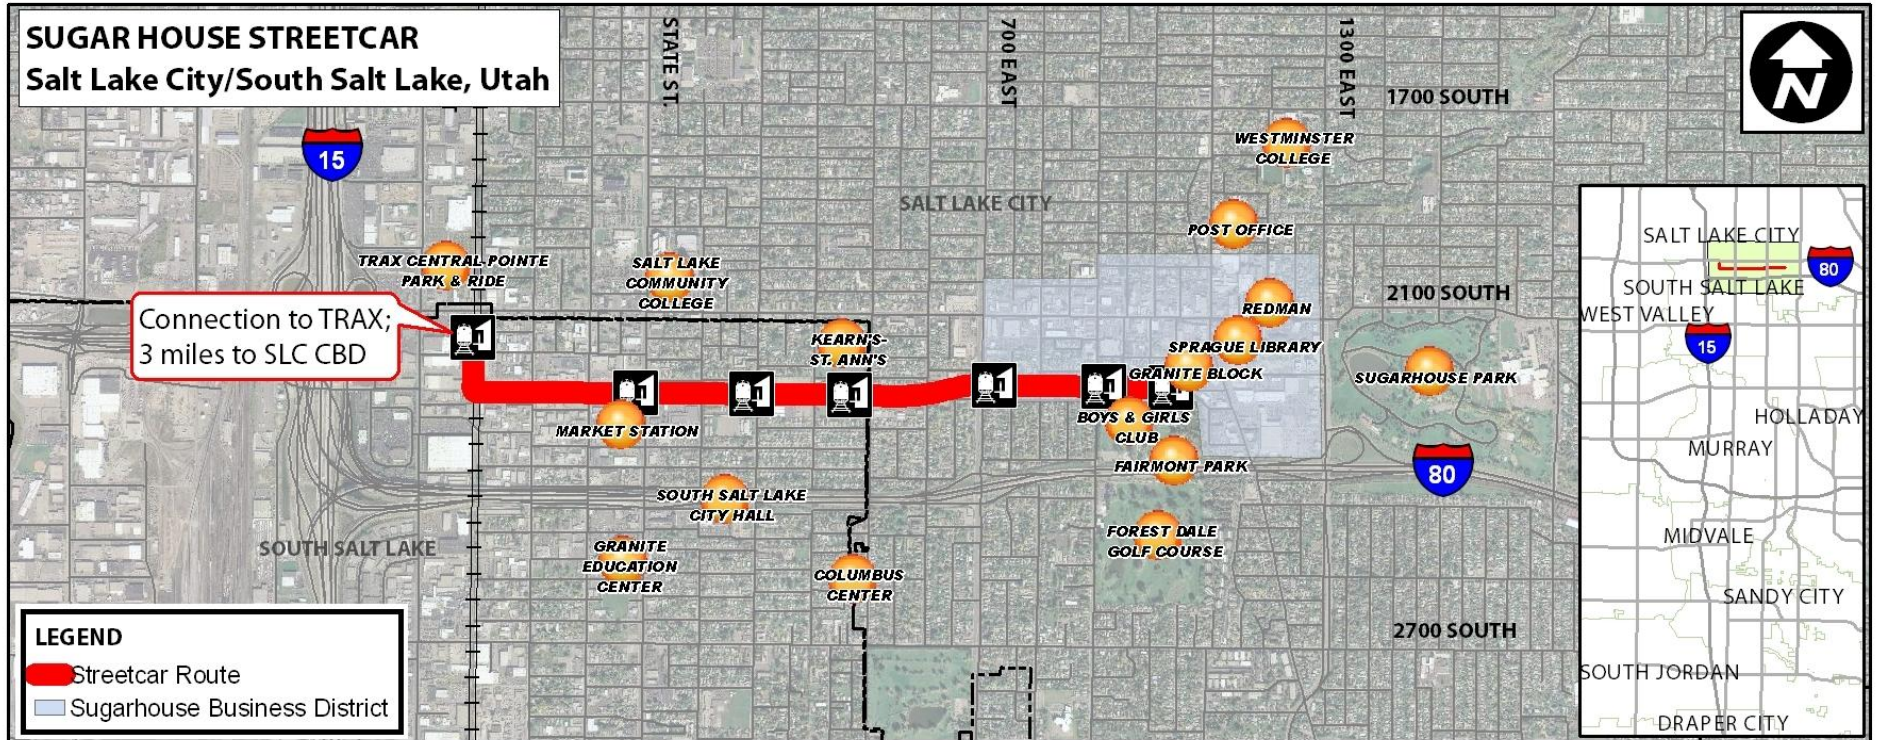 SUGAR HOUSE STREETCAR
Salt Lake City/South Salt Lake, Utah
STATE ST.
700 EAST
1300 EAST
1700 SOUTH
N
15
WESTMINSTER
COLLEGE
SALT LAKE CITY
POST OFFICE
TRAX CENTRAL POINTE
PARK & RIDE
SALT LAKE
COMMUNITY
COLLEGE
2100 SOUTH
REDMAN
Connection to TRAX;
3 miles to SLC CBD
KEARN'S-
ST. ANN'S
SPRAGUE LIBRARY
GRANITE BLOCK
SUGARHOUSE PARK
MARKET STATION
BOYS & GIRLS
CLUB
FAIRMONT PARK
80
SOUTH SALT LAKE
CITY HALL
FOREST DALE
GOLF COURSE
SOUTH SALT LAKE
GRANITE
EDUCATION
CENTER
COLUMBUS
CENTER
2700 SOUTH
LEGEND
Streetcar Route
Sugarhouse Business District
SALT LAKE CITY
80
SOUTH SALT LAKE
WEST VALLEY
15
HOLLADAY
MURRAY
MIDVALE
SANDY CITY
SOUTH JORDAN
DRAPER CITY